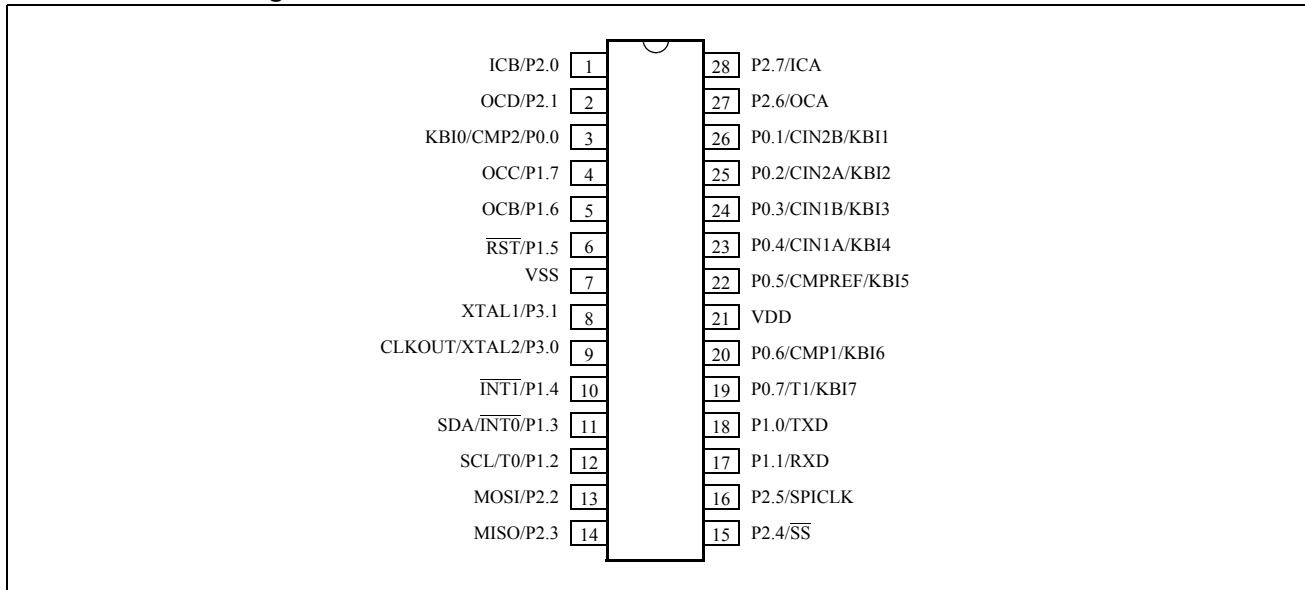 g
ICB/P2.0 1 28 P2.7/ICA
OCD/P2.1 2 27 P2.6/OCA
KBI0/CMP2/P0.0 3 26 P0.1/CIN2B/KBI1
OCC/P1.7 4 25 P0.2/CIN2A/KBI2
OCB/P1.6 5 24 P0.3/CIN1B/KBI3
R̅S̅T̅/P1.5 6 23 P0.4/CIN1A/KBI4
VSS 7 22 P0.5/CMPREF/KBI5
XTAL1/P3.1 8 21 VDD
CLKOUT/XTAL2/P3.0 9 20 P0.6/CMP1/KBI6
I̅N̅T̅1̅/P1.4 10 19 P0.7/T1/KBI7
SDA/I̅N̅T̅0̅/P1.3 11 18 P1.0/TXD
SCL/T0/P1.2 12 17 P1.1/RXD
MOSI/P2.2 13 16 P2.5/SPICLK
MISO/P2.3 14 15 P2.4/S̅S̅